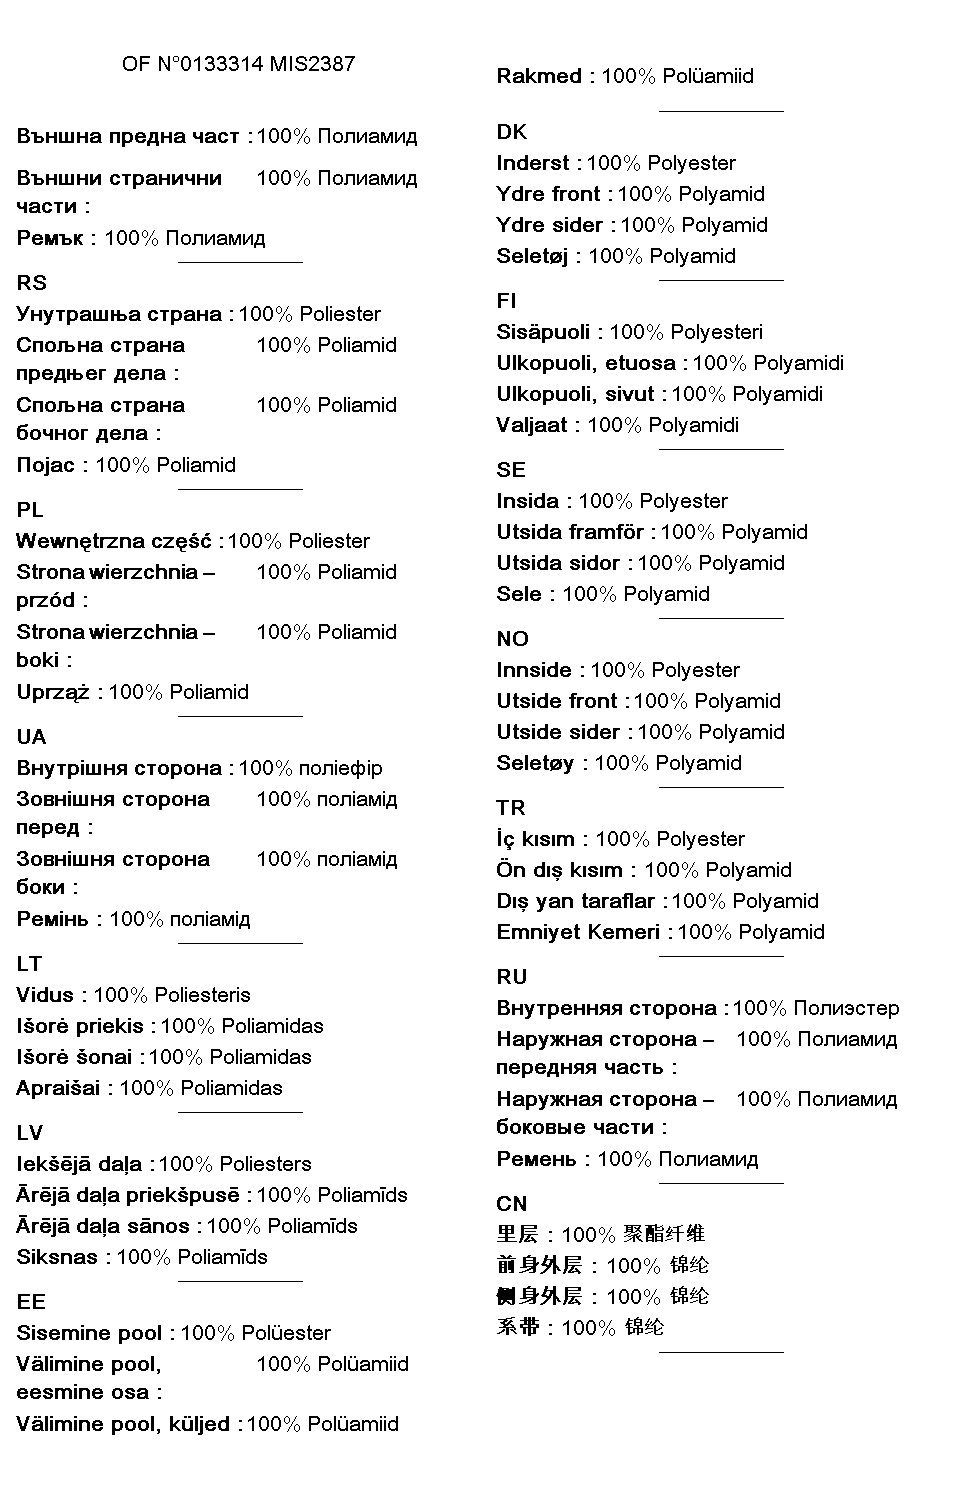 OF N°0133314 MIS2387
Външна предна част : 100% Полиамид
Външни странични 100% Полиамид
части :
Ремък : 100% Полиамид
RS
Унутрашња страна : 100% Poliester
Спољна страна 100% Poliamid
предњег дела :
Спољна страна 100% Poliamid
бочног дела :
Појас : 100% Poliamid
PL
Wewnętrzna część : 100% Poliester
Strona wierzchnia – 100% Poliamid
przód :
Strona wierzchnia – 100% Poliamid
boki :
Uprząż : 100% Poliamid
UA
Внутрішня сторона : 100% поліефір
Зовнішня сторона 100% поліамід
перед :
Зовнішня сторона 100% поліамід
боки :
Ремінь : 100% поліамід
LT
Vidus : 100% Poliesteris
Išorė priekis : 100% Poliamidas
Išorė šonai : 100% Poliamidas
Apraišai : 100% Poliamidas
LV
Iekšējā daļa : 100% Poliesters
Ārējā daļa priekšpusē : 100% Poliamīds
Ārējā daļa sānos : 100% Poliamīds
Siksnas : 100% Poliamīds
EE
Sisemine pool : 100% Polüester
Välimine pool, 100% Polüamiid
eesmine osa :
Välimine pool, küljed : 100% Polüamiid
Rakmed : 100% Polüamiid
DK
Inderst : 100% Polyester
Ydre front : 100% Polyamid
Ydre sider : 100% Polyamid
Seletøj : 100% Polyamid
FI
Sisäpuoli : 100% Polyesteri
Ulkopuoli, etuosa : 100% Polyamidi
Ulkopuoli, sivut : 100% Polyamidi
Valjaat : 100% Polyamidi
SE
Insida : 100% Polyester
Utsida framför : 100% Polyamid
Utsida sidor : 100% Polyamid
Sele : 100% Polyamid
NO
Innside : 100% Polyester
Utside front : 100% Polyamid
Utside sider : 100% Polyamid
Seletøy : 100% Polyamid
TR
İç kısım : 100% Polyester
Ön dış kısım : 100% Polyamid
Dış yan taraflar : 100% Polyamid
Emniyet Kemeri : 100% Polyamid
RU
Внутренняя сторона : 100% Полиэстер
Наружная сторона – 100% Полиамид
передняя часть :
Наружная сторона – 100% Полиамид
боковые части :
Ремень : 100% Полиамид
CN
里层 : 100% 聚酯纤维
前身外层 : 100% 锦纶
侧身外层 : 100% 锦纶
系带 : 100% 锦纶